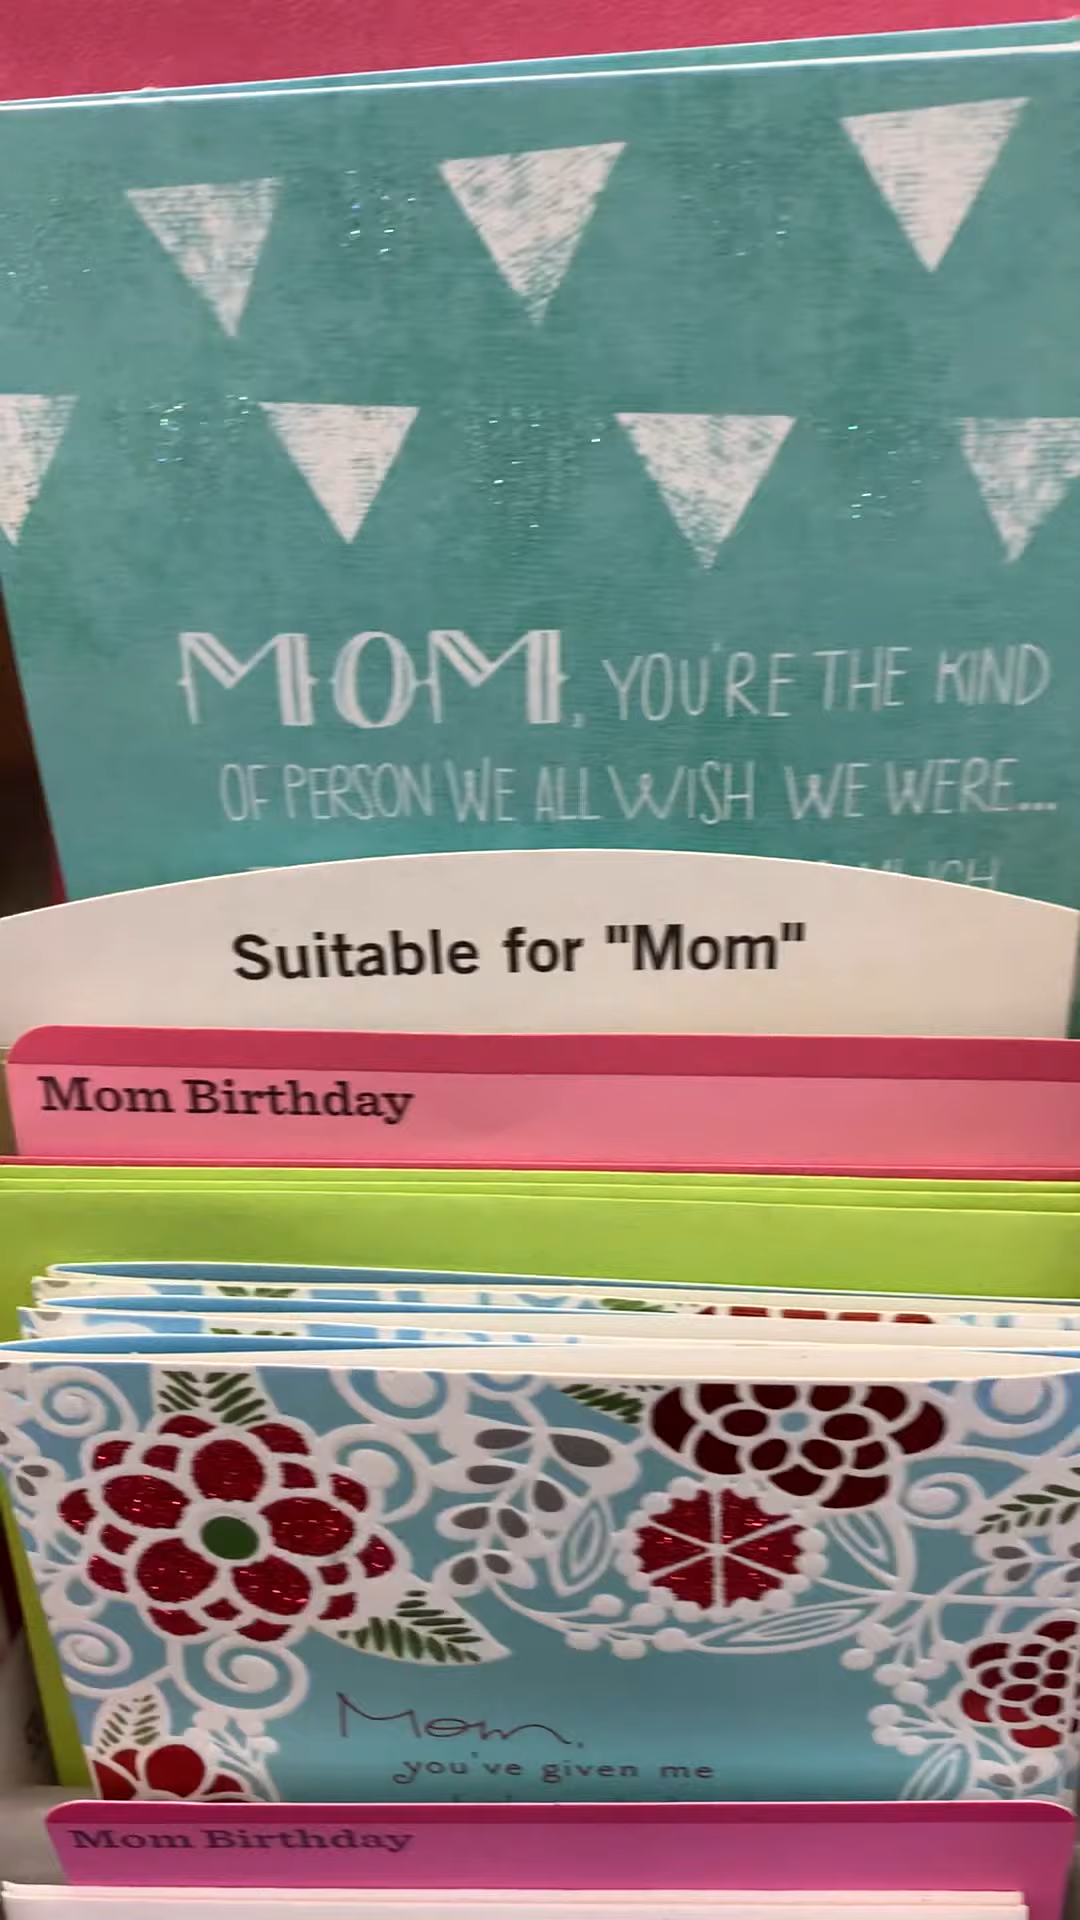 MOM, YOU'RE THE KIND
OF PERSON WE ALL WISH WE WERE...
Suitable for "Mom"
Mom Birthday
Mom,
you've given me
Mom Birthday